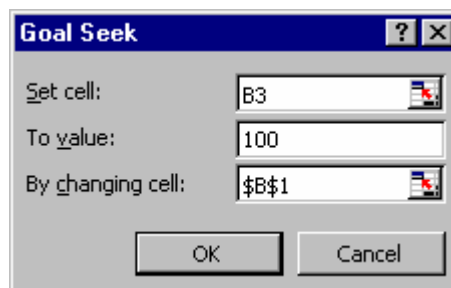 Goal Seek ? X
Set cell: B3
To value: 100
By changing cell: $B$1
OK Cancel